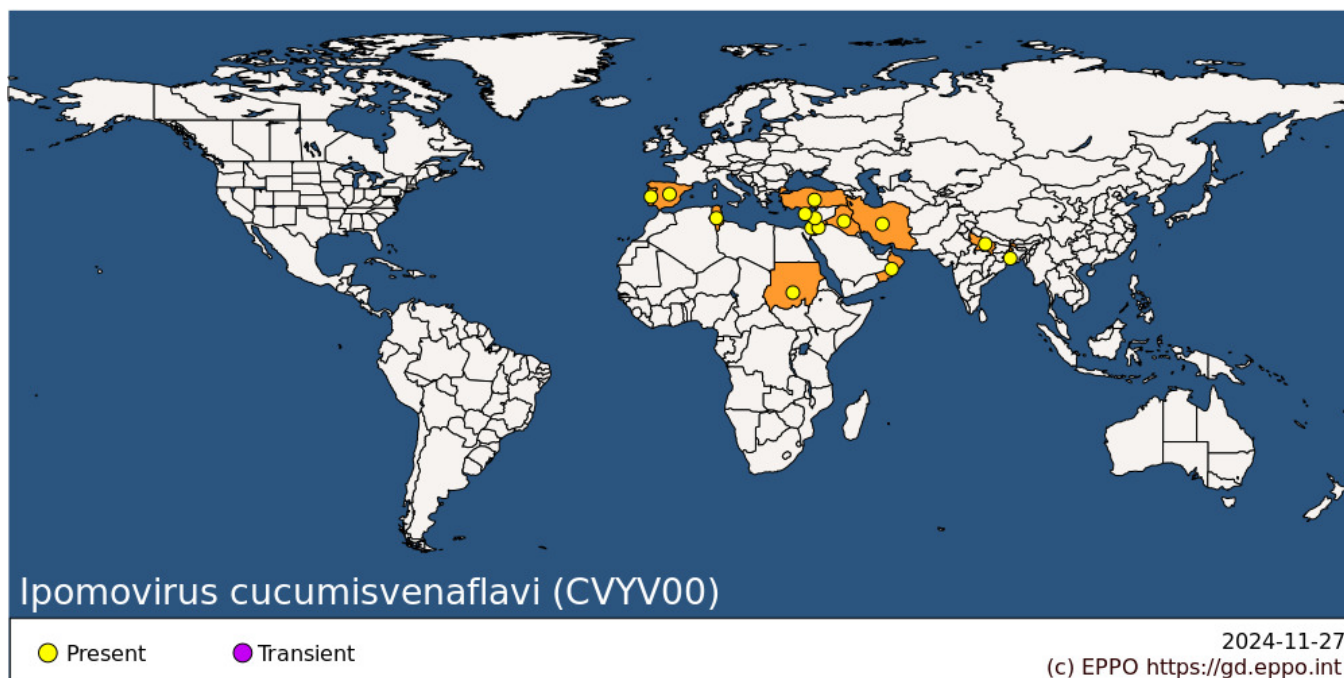 Ipomovirus cucumisvenaflavi (CVYV00)
Present
Transient
2024-11-27
(c) EPPO https://gd.eppo.int